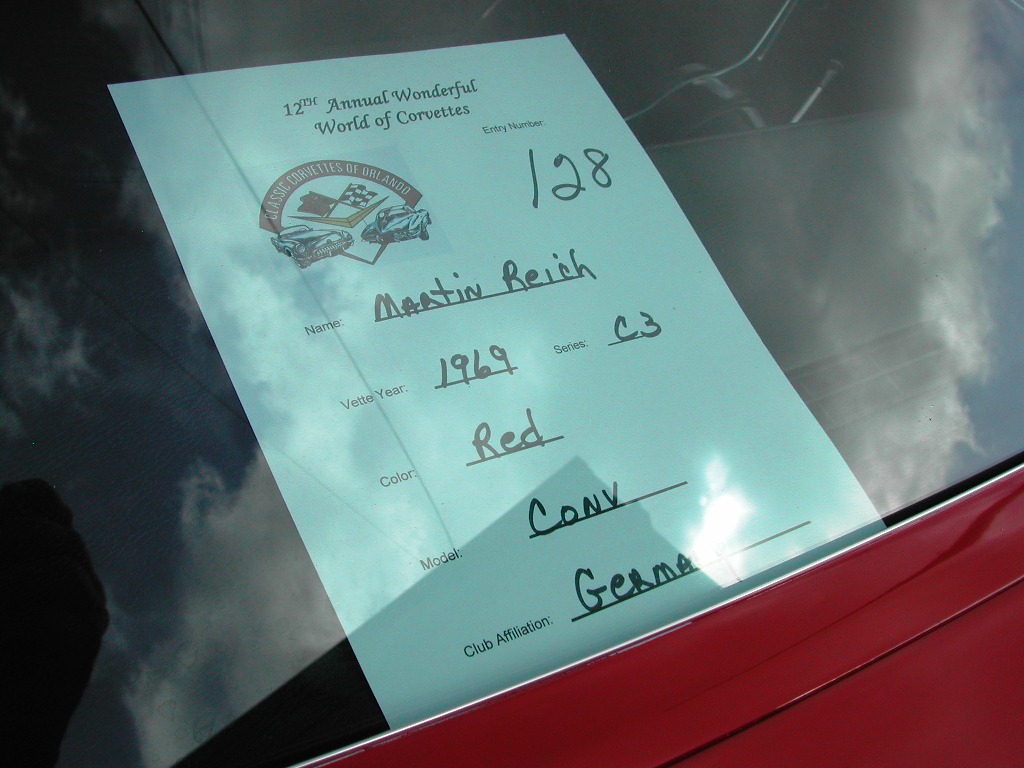 12TH Annual Wonderful
World of Corvettes
Entry Number:
128
CLASSIC CORVETTES OF ORLANDO
Name: Martin Reich
Vette Year: 1969 Series: C3
Color: Red
Model: Conv
Club Affiliation: